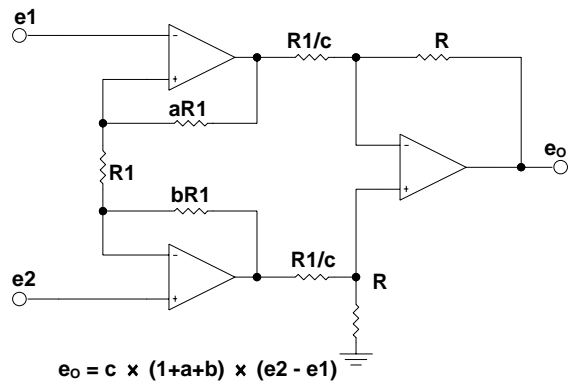 e1
R1/c
R
-
+
aR1
R1
eo
-
+
bR1
-
+
R1/c
R
e2
eo = c × (1+a+b) × (e2 - e1)